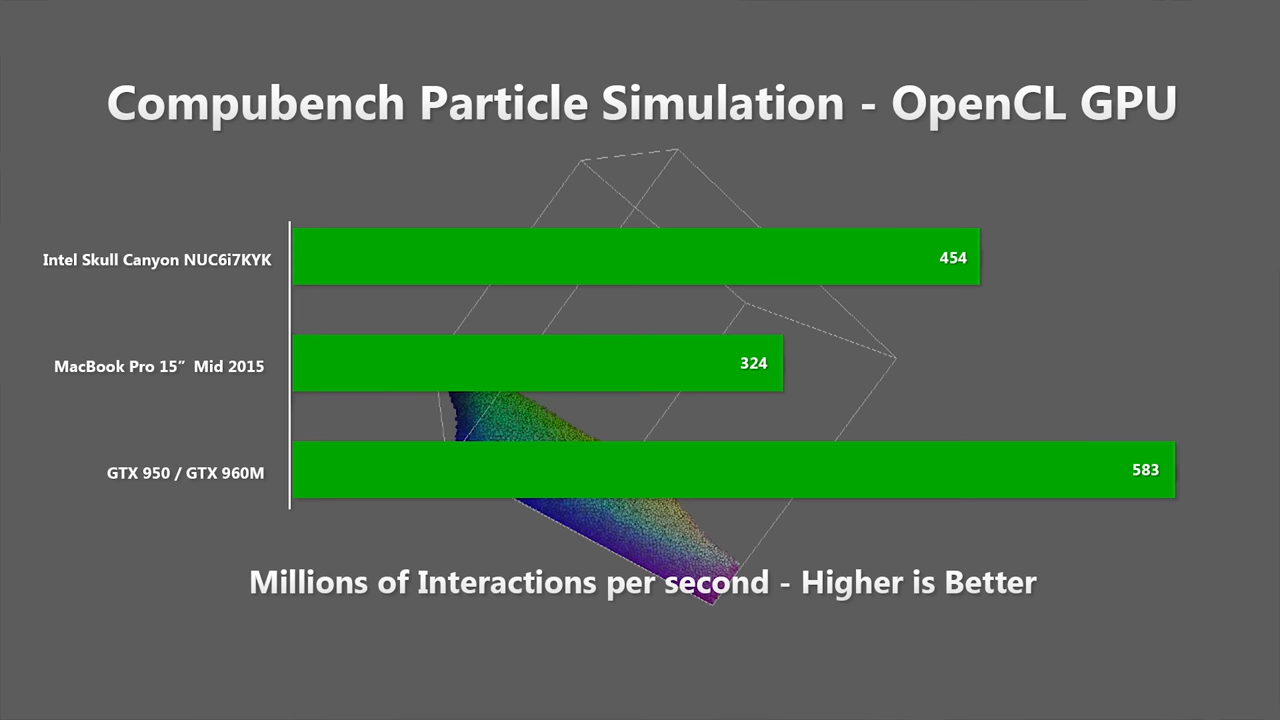 Compubench Particle Simulation - OpenCL GPU
Intel Skull Canyon NUC6i7KYK
454
MacBook Pro 15” Mid 2015
324
GTX 950 / GTX 960M
583
Millions of Interactions per second - Higher is Better